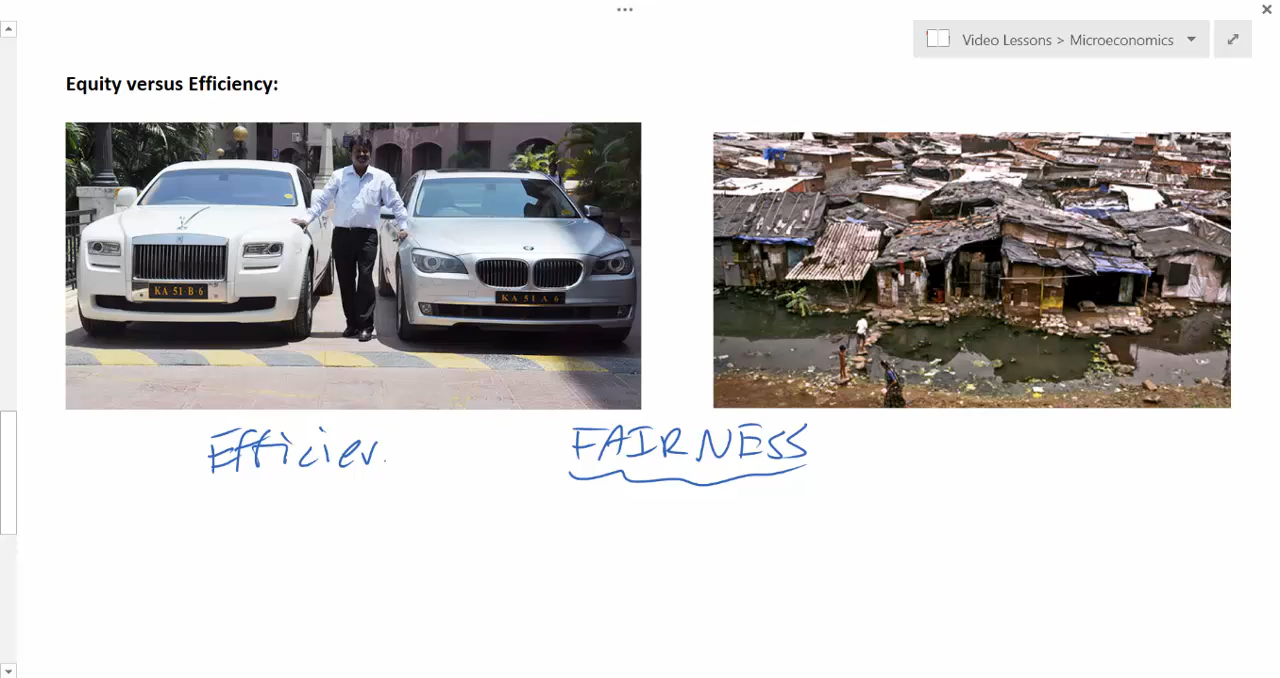 Video Lessons > Microeconomics
Equity versus Efficiency:
KA 51 B 6
KA 51 A 6
Efficien
FAIRNESS